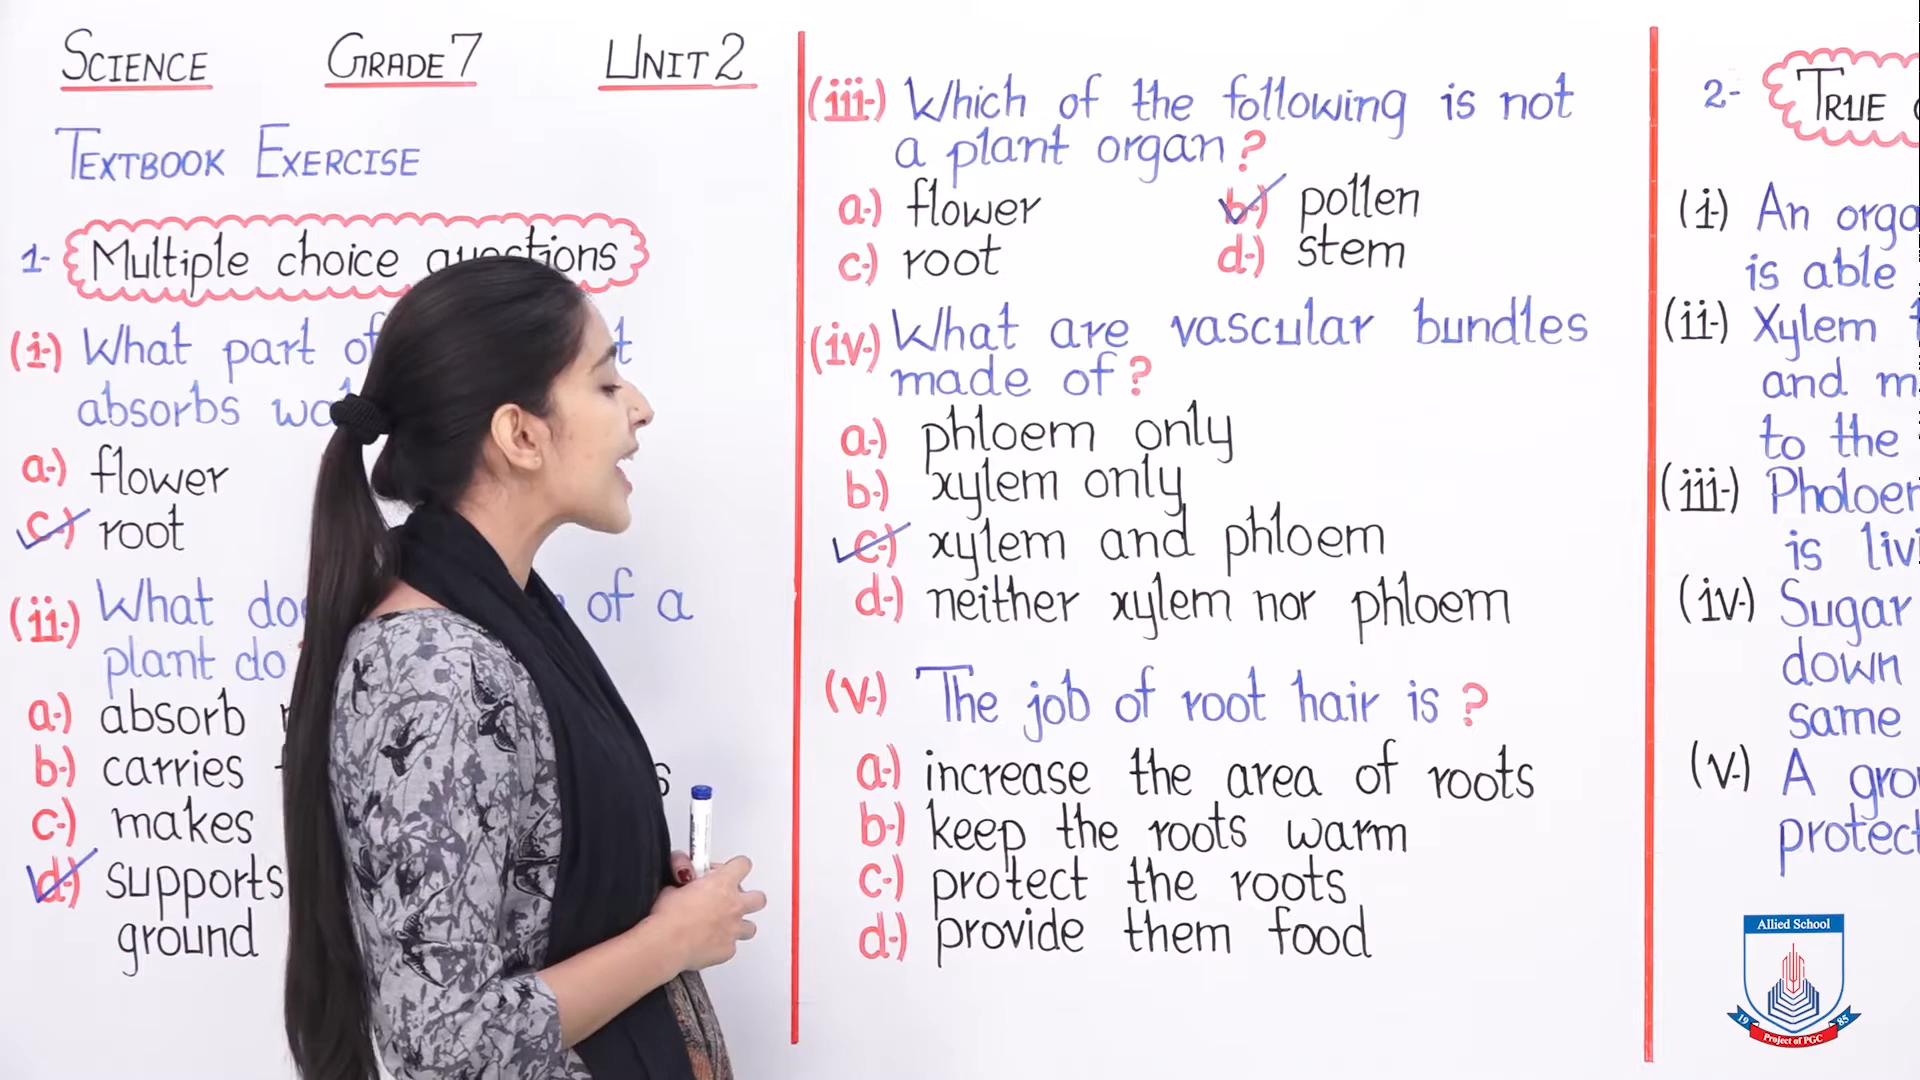 SCIENCE GRADE 7 UNIT 2
TEXTBOOK EXERCISE
1- Multiple choice questions
(i-) What part of
absorbs
a-) flower
c-) root
(ii-) What of a
plant do
a-) absorb
b-) carries
c-) makes
d-) supports
ground
(iii-) Which of the following is not
a plant organ?
a-) flower b-) pollen
c-) root d-) stem
(iv-) What are vascular bundles
made of?
a-) phloem only
b-) xylem only
c-) xylem and phloem
d-) neither xylem nor phloem
(v-) The job of root hair is?
a-) increase the area of roots
b-) keep the roots warm
c-) protect the roots
d-) provide them food
2- TRUE
(i-) An
is able
(ii-) Xylem
and
to the
(iii-)
is
(iv-) Sugar
down
same
(v-) A
Allied School
19 85
Project of PGC